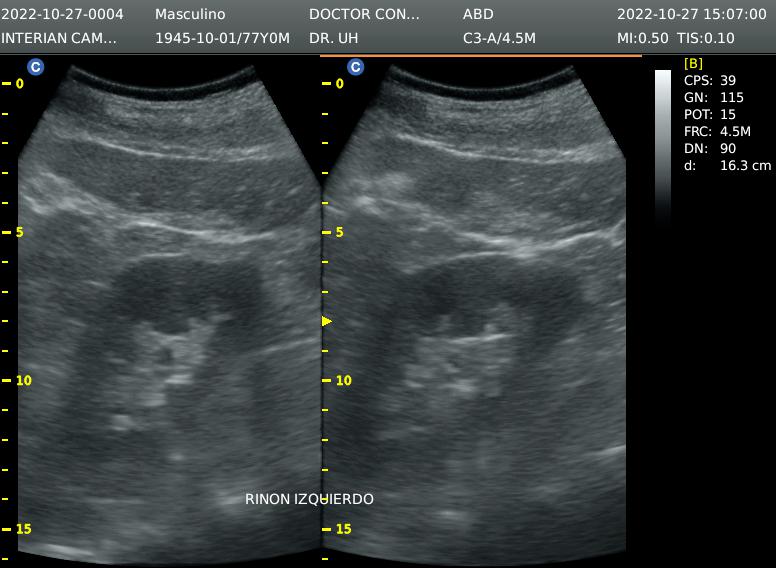 2022-10-27-0004 Masculino DOCTOR CON... ABD 2022-10-27 15:07:00
INTERIAN CAM... 1945-10-01/77Y0M DR. UH C3-A/4.5M MI:0.50 TIS:0.10
C C
[B]
CPS: 39
GN: 115
POT: 15
FRC: 4.5M
DN: 90
d: 16.3 cm
0 0
5 5
10 10
RINON IZQUIERDO
15 15